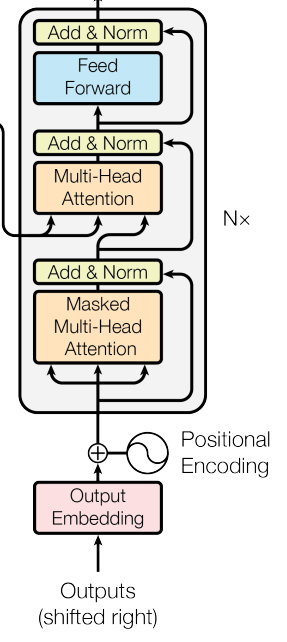 Add & Norm
Feed
Forward
Add & Norm
Multi-Head
Attention
N×
Add & Norm
Masked
Multi-Head
Attention
Positional
Encoding
Output
Embedding
Outputs
(shifted right)